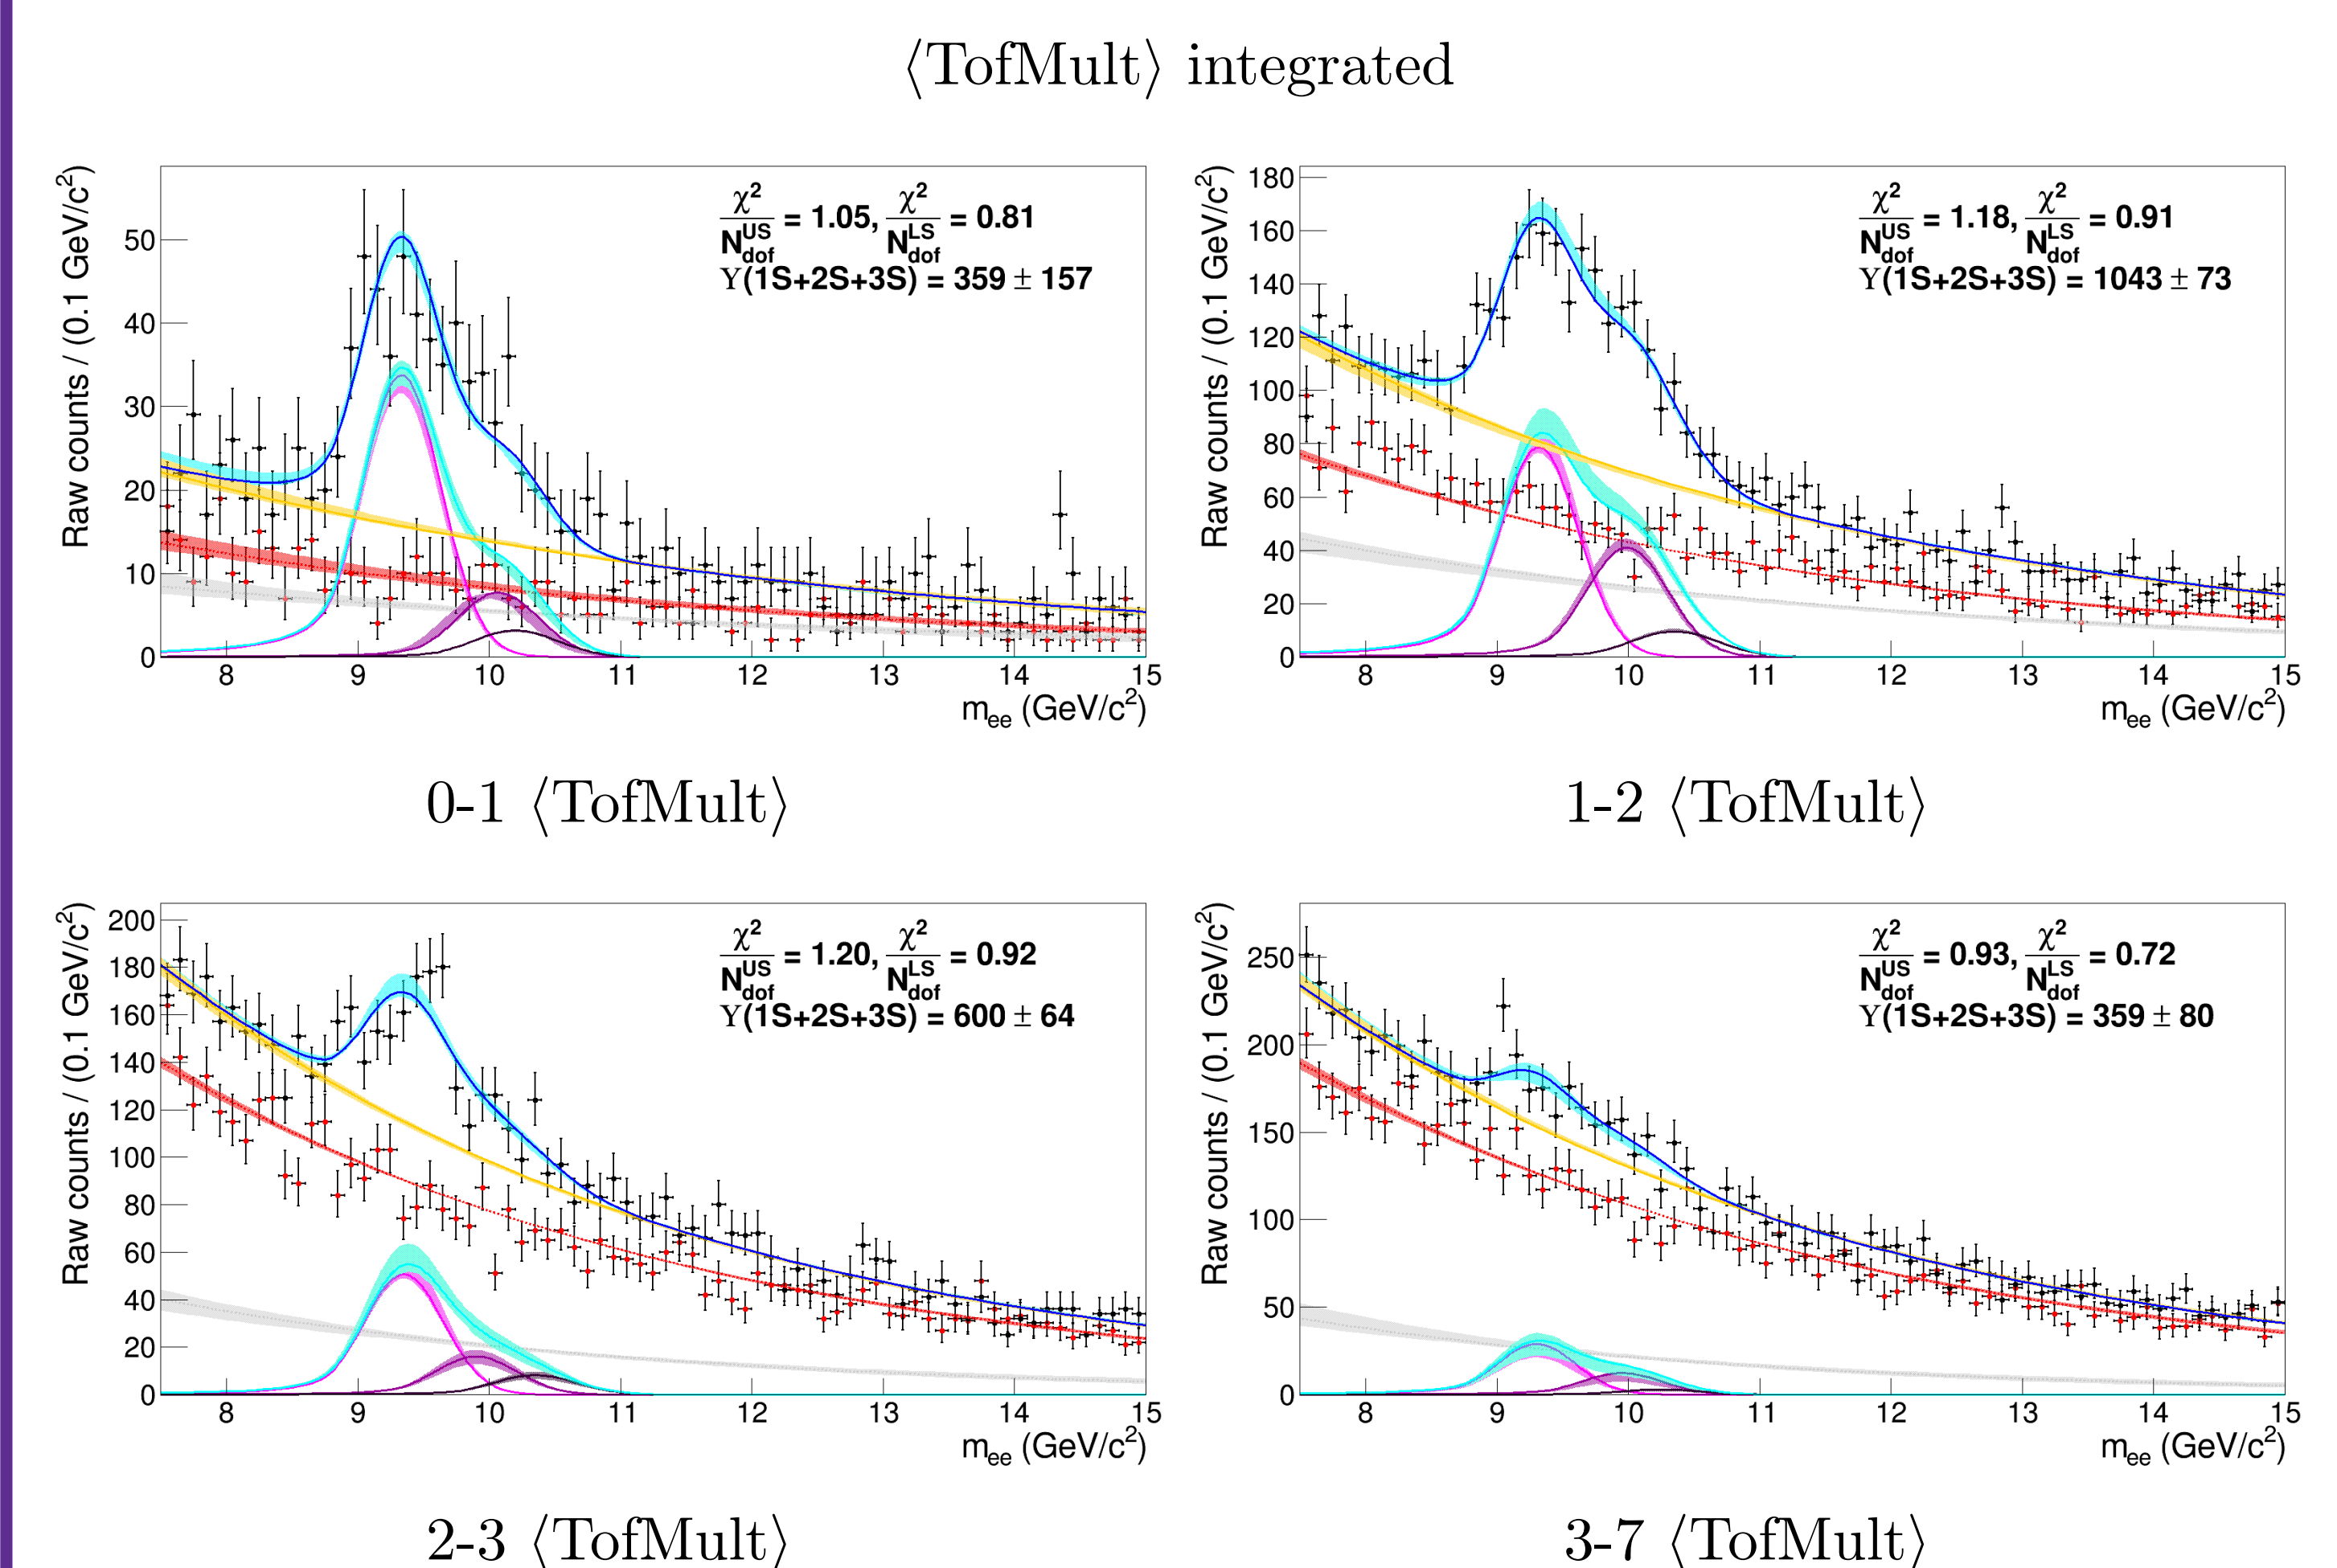 ⟨TofMult⟩ integrated
Raw counts / (0.1 GeV/c²)
50
40
30
20
10
0
χ²/N_dof^US = 1.05, χ²/N_dof^LS = 0.81
ϒ(1S+2S+3S) = 359 ± 157
8 9 10 11 12 13 14 15
m_ee (GeV/c²)
0-1 ⟨TofMult⟩
Raw counts / (0.1 GeV/c²)
180
160
140
120
100
80
60
40
20
0
χ²/N_dof^US = 1.18, χ²/N_dof^LS = 0.91
ϒ(1S+2S+3S) = 1043 ± 73
8 9 10 11 12 13 14 15
m_ee (GeV/c²)
1-2 ⟨TofMult⟩
Raw counts / (0.1 GeV/c²)
200
180
160
140
120
100
80
60
40
20
0
χ²/N_dof^US = 1.20, χ²/N_dof^LS = 0.92
ϒ(1S+2S+3S) = 600 ± 64
8 9 10 11 12 13 14 15
m_ee (GeV/c²)
2-3 ⟨TofMult⟩
Raw counts / (0.1 GeV/c²)
250
200
150
100
50
0
χ²/N_dof^US = 0.93, χ²/N_dof^LS = 0.72
ϒ(1S+2S+3S) = 359 ± 80
8 9 10 11 12 13 14 15
m_ee (GeV/c²)
3-7 ⟨TofMult⟩